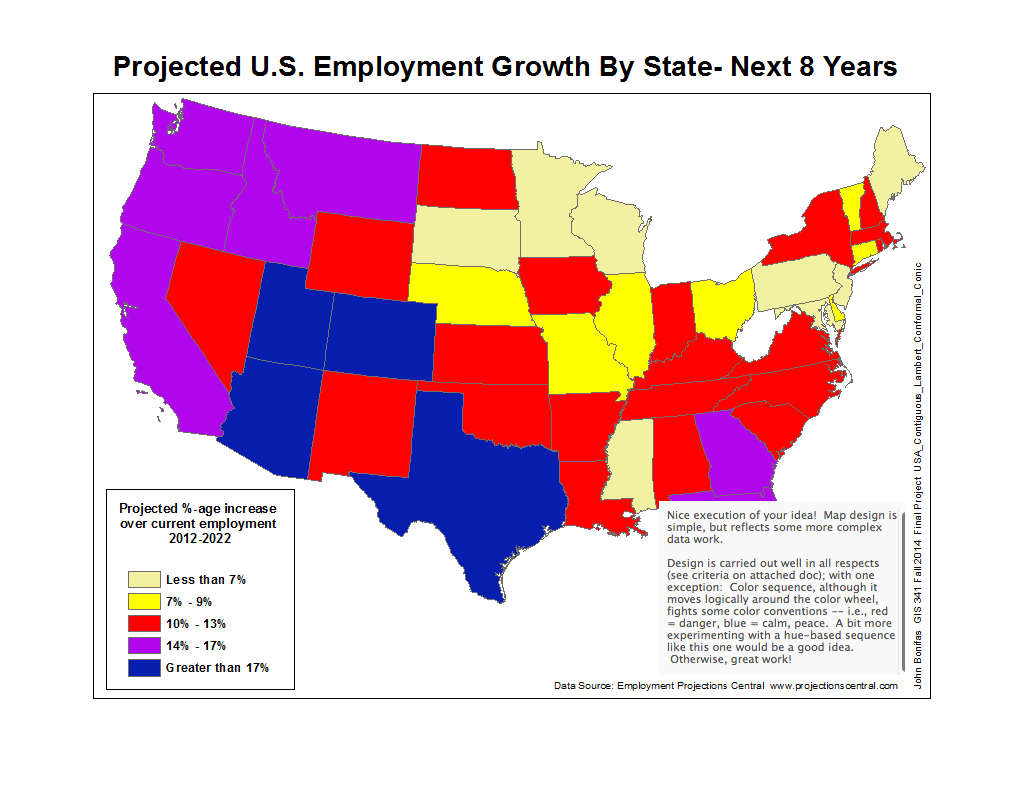 Projected U.S. Employment Growth By State- Next 8 Years
Projected %-age increase
over current employment
2012-2022
Less than 7%
7% - 9%
10% - 13%
14% - 17%
Greater than 17%
Nice execution of your idea!  Map design is
simple, but reflects some more complex
data work.
Design is carried out well in all respects
(see criteria on attached doc); with one
exception:  Color sequence, although it
moves logically around the color wheel,
fights some color conventions -- i.e., red
= danger, blue = calm, peace.  A bit more
experimenting with a hue-based sequence
like this one would be a good idea.
Otherwise, great work!
Data Source: Employment Projections Central  www.projectionscentral.com
John Bonifas  GIS 341 Fall 2014  Final Project  USA_Contiguous_Lambert_Conformal_Conic